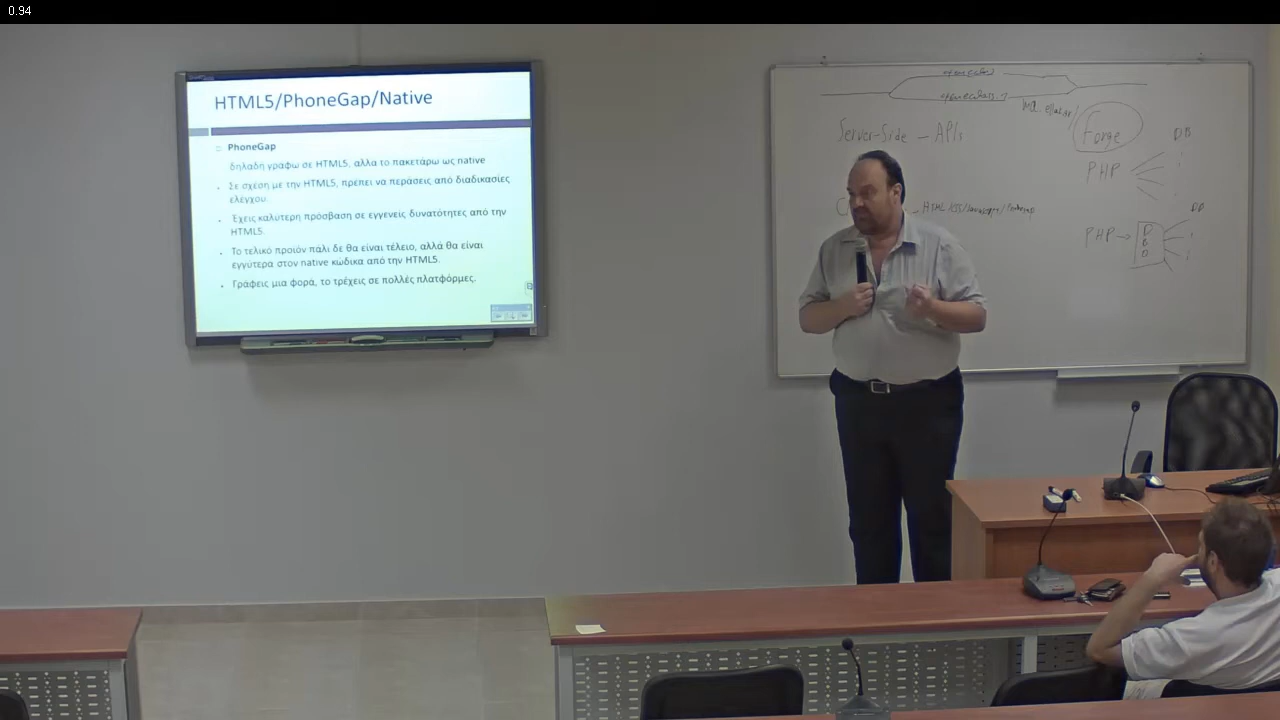 0.94
HTML5/PhoneGap/Native
PhoneGap
δηλαδή γράφω σε HTML5, αλλα το πακετάρω ως native
Σε σχέση με την HTML5, πρέπει να περάσεις από διαδικασίες
ελέγχου.
Έχεις καλύτερη πρόσβαση σε εγγενείς δυνατότητες από την
HTML5.
Το τελικό προϊόν πάλι δε θα είναι τέλειο, αλλά θα είναι
εγγύτερα στον native κώδικα από την HTML5.
Γράφεις μια φορά, το τρέχεις σε πολλές πλατφόρμες.
Server-Side - APIs
Forge
DB
PHP
PHP
DB